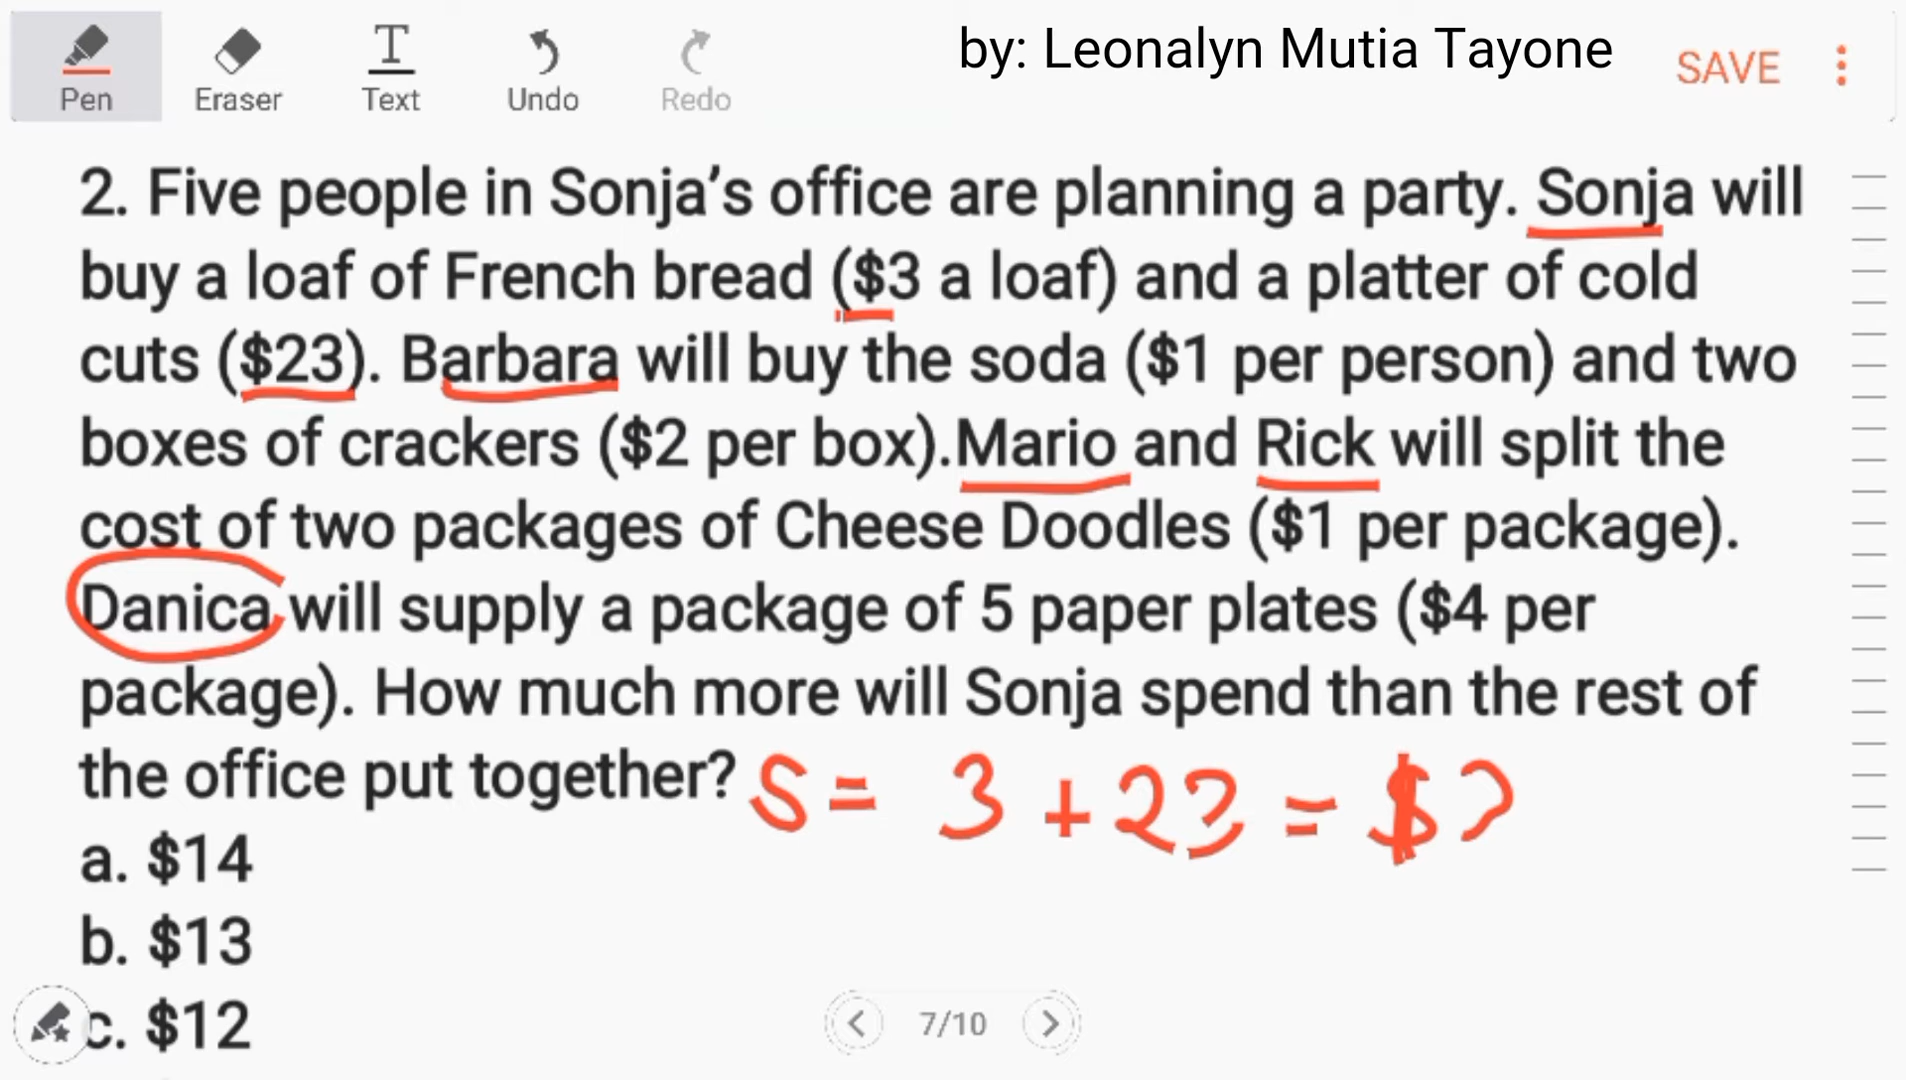 by: Leonalyn Mutia Tayone
Pen Eraser Text Undo Redo SAVE
2. Five people in Sonja's office are planning a party. Sonja will
buy a loaf of French bread ($3 a loaf) and a platter of cold
cuts ($23). Barbara will buy the soda ($1 per person) and two
boxes of crackers ($2 per box).Mario and Rick will split the
cost of two packages of Cheese Doodles ($1 per package).
Danica will supply a package of 5 paper plates ($4 per
package). How much more will Sonja spend than the rest of
the office put together?
S = 3 + 23 = $
a. $14
b. $13
c. $12
7/10